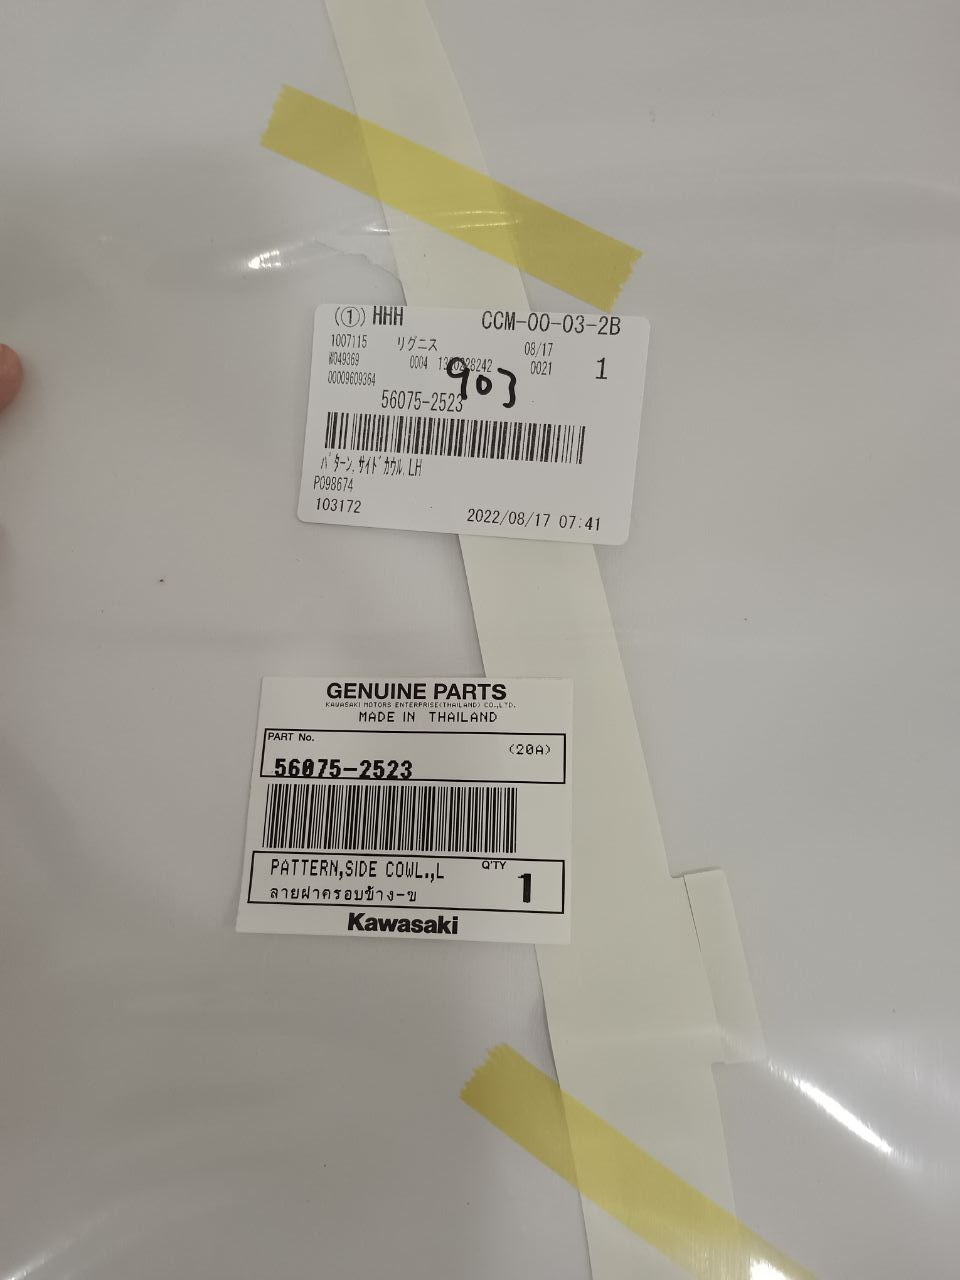 (①) HHH CCM-00-03-2B
1007115 リグニス 08/17 1
W049369 0004 0021
00009609364
903
56075-2523
パターン,サイドカウル,LH
P098674
103172 2022/08/17 07:41
GENUINE PARTS
KAWASAKI MOTORS ENTERPRISE(THAILAND) CO.,LTD.
MADE IN THAILAND
PART No. (20A)
56075-2523
PATTERN,SIDE COWL.,L Q'TY 1
ลายฝาครอบข้าง-ข
Kawasaki